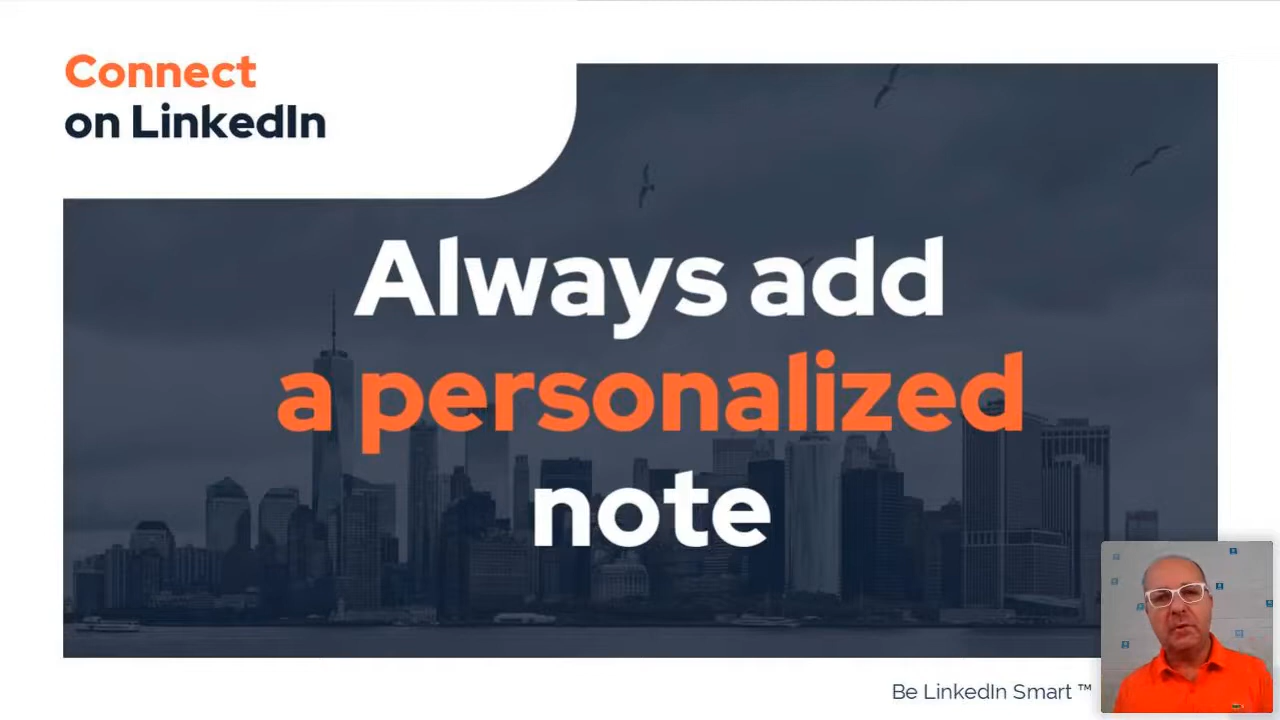 Connect
on LinkedIn
Always add
a personalized
note
Be LinkedIn Smart ™